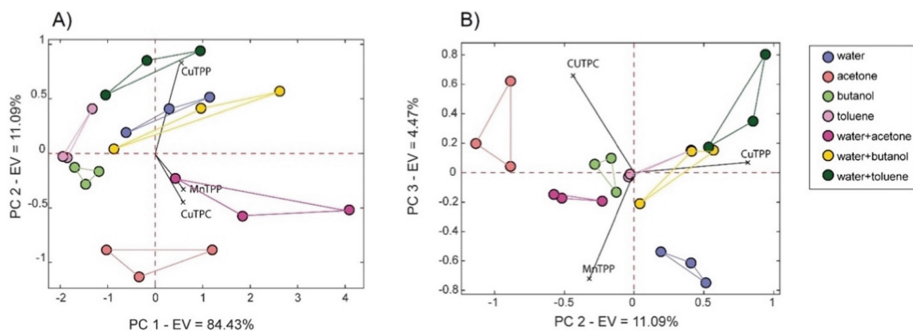 A)
PC 2 - EV = 11.09%
1
0.5
0
-0.5
-1
CuTPP
MnTPP
CuTPC
-2
-1
0
1
2
3
4
PC 1 - EV = 84.43%
B)
PC 3 - EV = 4.47%
0.8
0.6
0.4
0.2
0
-0.2
-0.4
-0.6
-0.8
CUTPC
CuTPP
MnTPP
-1
-0.5
0
0.5
1
PC 2 - EV = 11.09%
water
acetone
butanol
toluene
water+acetone
water+butanol
water+toluene